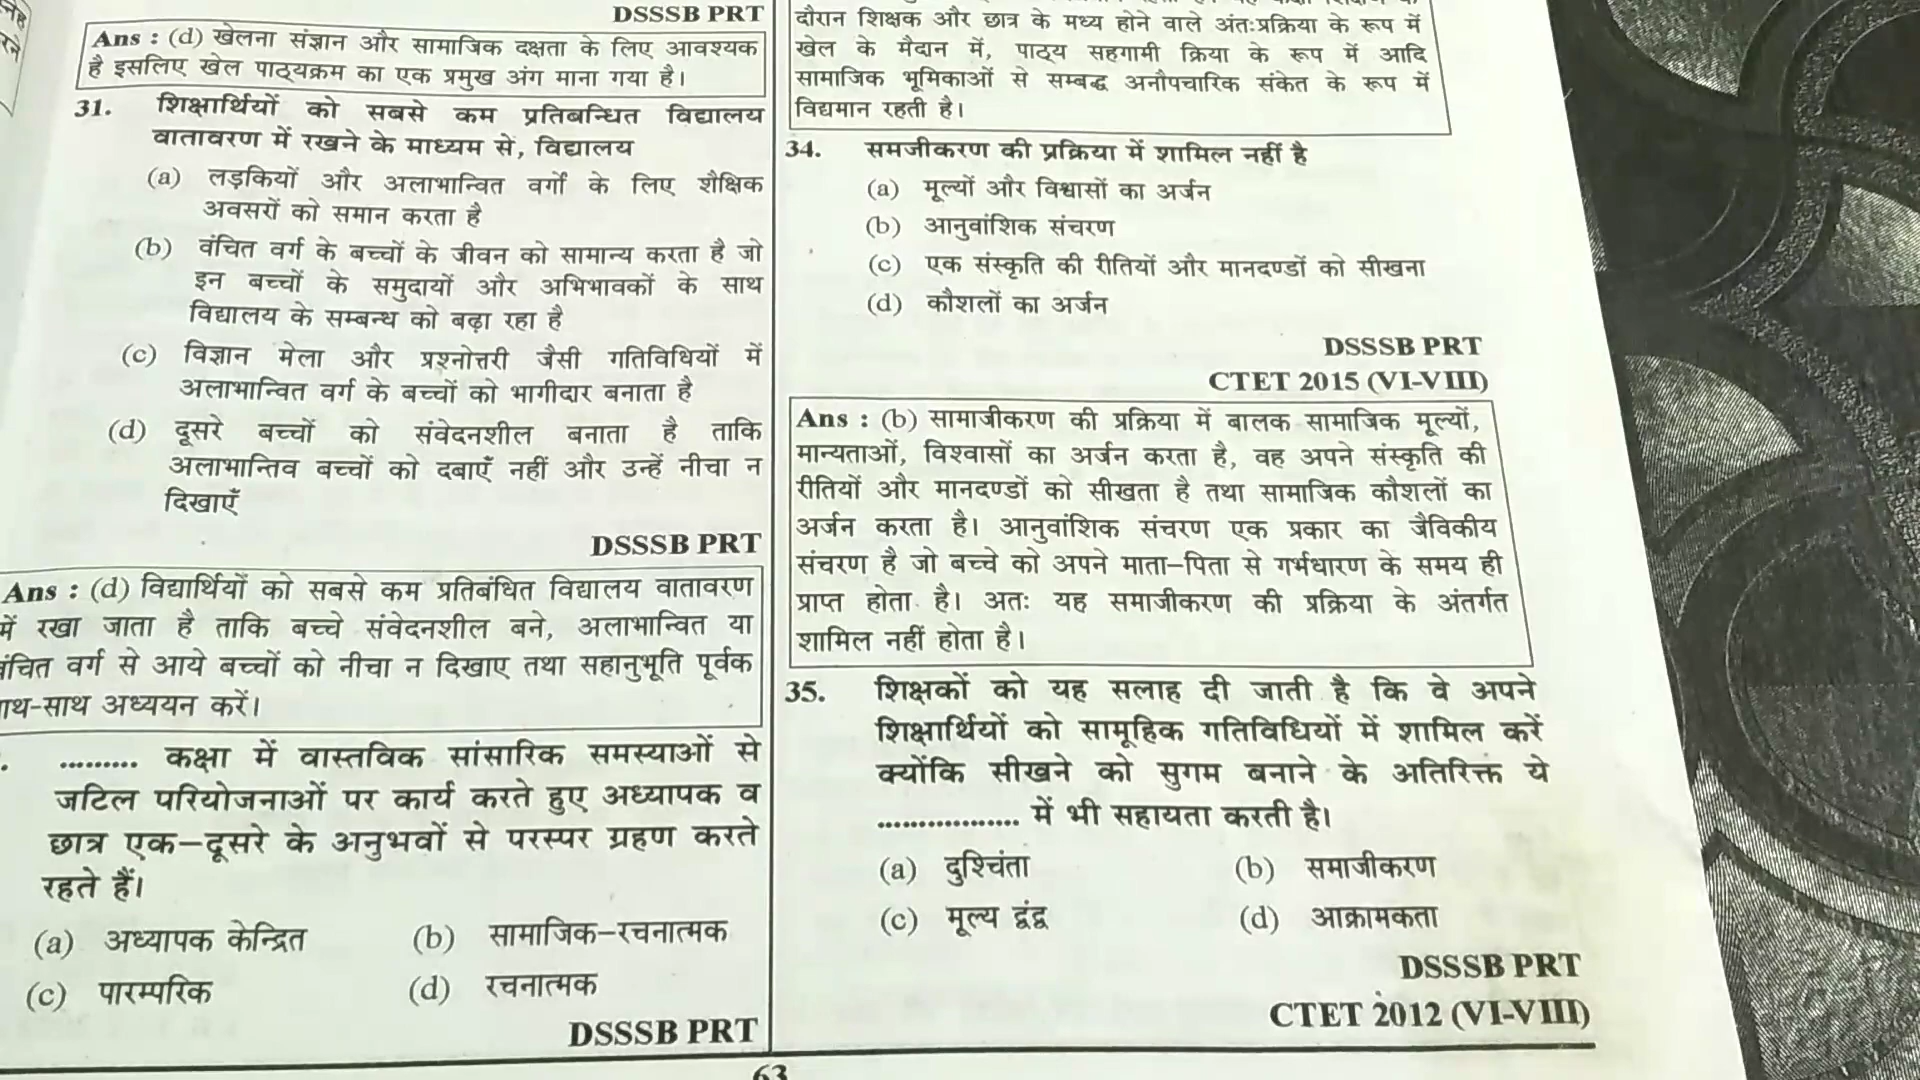 DSSSB PRT
Ans : (d) खेलना संज्ञान और सामाजिक दक्षता के लिए आवश्यक
है इसलिए खेल पाठ्यक्रम का एक प्रमुख अंग माना गया है।
31. शिक्षार्थियों को सबसे कम प्रतिबन्धित विद्यालय
वातावरण में रखने के माध्यम से, विद्यालय
(a) लड़कियों और अलाभान्वित वर्गों के लिए शैक्षिक
अवसरों को समान करता है
(b) वंचित वर्ग के बच्चों के जीवन को सामान्य करता है जो
इन बच्चों के समुदायों और अभिभावकों के साथ
विद्यालय के सम्बन्ध को बढ़ा रहा है
(c) विज्ञान मेला और प्रश्नोत्तरी जैसी गतिविधियों में
अलाभान्वित वर्ग के बच्चों को भागीदार बनाता है
(d) दूसरे बच्चों को संवेदनशील बनाता है ताकि
अलाभान्तिव बच्चों को दबाएँ नहीं और उन्हें नीचा न
दिखाएँ
DSSSB PRT
Ans : (d) विद्यार्थियों को सबसे कम प्रतिबंधित विद्यालय वातावरण
में रखा जाता है ताकि बच्चे संवेदनशील बने, अलाभान्वित या
वंचित वर्ग से आये बच्चों को नीचा न दिखाए तथा सहानुभूति पूर्वक
साथ-साथ अध्ययन करें।
......... कक्षा में वास्तविक सांसारिक समस्याओं से
जटिल परियोजनाओं पर कार्य करते हुए अध्यापक व
छात्र एक–दूसरे के अनुभवों से परस्पर ग्रहण करते
रहते हैं।
(a) अध्यापक केन्द्रित (b) सामाजिक–रचनात्मक
(c) पारम्परिक (d) रचनात्मक
DSSSB PRT
दौरान शिक्षक और छात्र के मध्य होने वाले अंतःप्रक्रिया के रूप में
खेल के मैदान में, पाठ्य सहगामी क्रिया के रूप में आदि
सामाजिक भूमिकाओं से सम्बद्ध अनौपचारिक संकेत के रूप में
विद्यमान रहती है।
34. समजीकरण की प्रक्रिया में शामिल नहीं है
(a) मूल्यों और विश्वासों का अर्जन
(b) आनुवांशिक संचरण
(c) एक संस्कृति की रीतियों और मानदण्डों को सीखना
(d) कौशलों का अर्जन
DSSSB PRT
CTET 2015 (VI-VIII)
Ans : (b) सामाजीकरण की प्रक्रिया में बालक सामाजिक मूल्यों,
मान्यताओं, विश्वासों का अर्जन करता है, वह अपने संस्कृति की
रीतियों और मानदण्डों को सीखता है तथा सामाजिक कौशलों का
अर्जन करता है। आनुवांशिक संचरण एक प्रकार का जैविकीय
संचरण है जो बच्चे को अपने माता–पिता से गर्भधारण के समय ही
प्राप्त होता है। अतः यह समाजीकरण की प्रक्रिया के अंतर्गत
शामिल नहीं होता है।
35. शिक्षकों को यह सलाह दी जाती है कि वे अपने
शिक्षार्थियों को सामूहिक गतिविधियों में शामिल करें
क्योंकि सीखने को सुगम बनाने के अतिरिक्त ये
................. में भी सहायता करती है।
(a) दुश्चिंता (b) समाजीकरण
(c) मूल्य द्वंद्व (d) आक्रामकता
DSSSB PRT
CTET 2012 (VI-VIII)
63